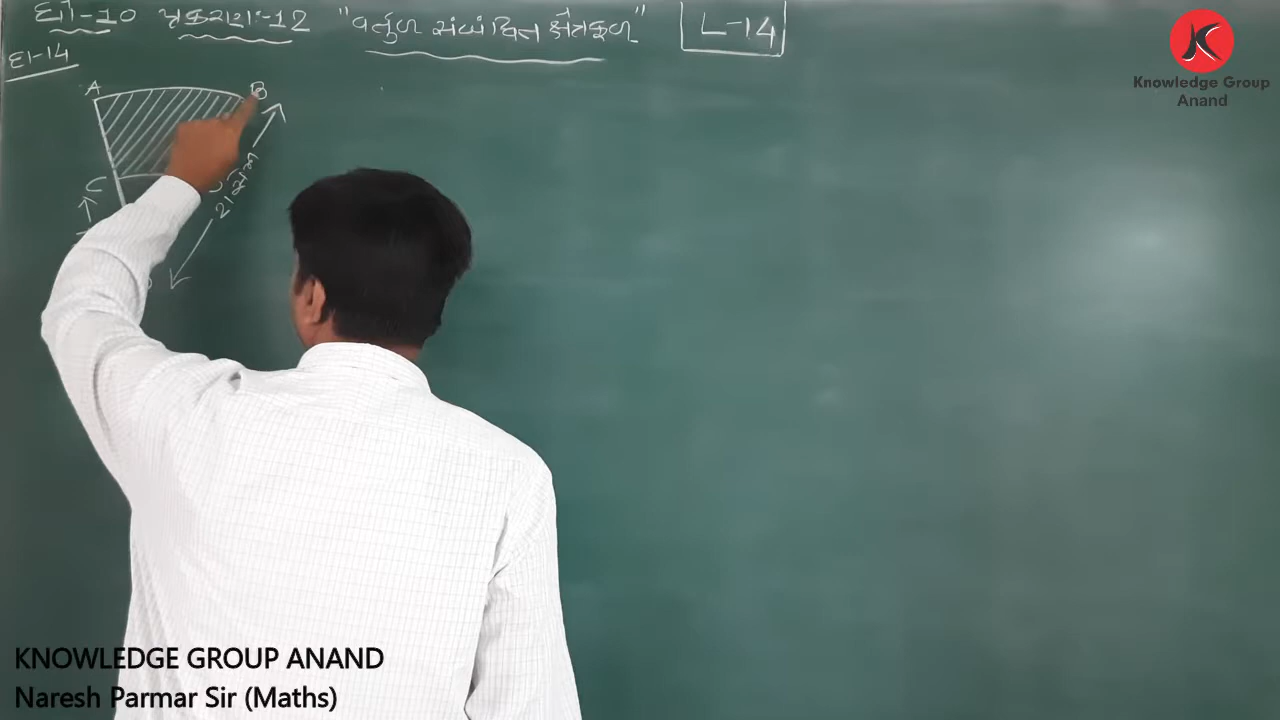 ધો-10 પ્રકરણ:-12 "વર્તુળ સંબંધિત ક્ષેત્રફળ" L-14
દા-14
A B
C
21 સેમી
Knowledge Group
Anand
KNOWLEDGE GROUP ANAND
Naresh Parmar Sir (Maths)